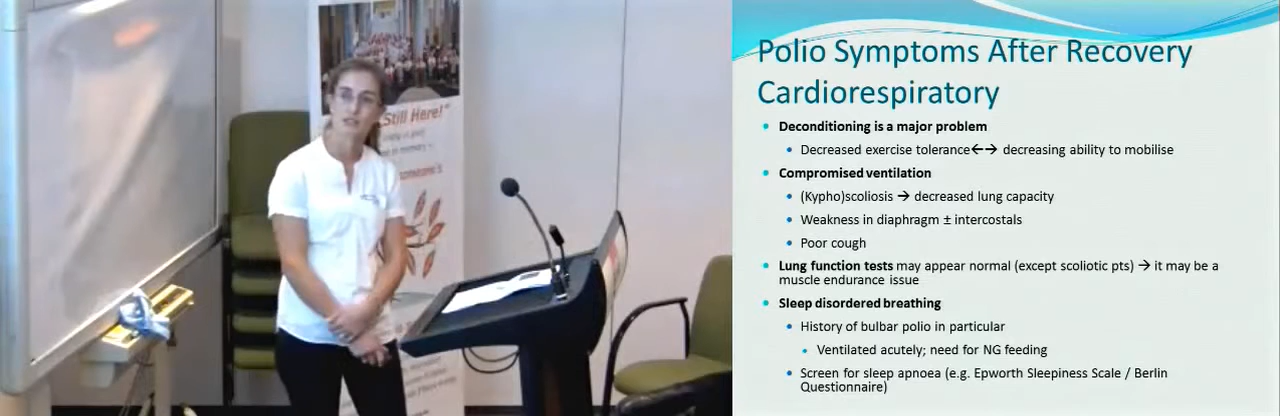 Still Here!"
Polio Symptoms After Recovery
Cardiorespiratory
Deconditioning is a major problem
Decreased exercise tolerance←→ decreasing ability to mobilise
Compromised ventilation
(Kypho)scoliosis → decreased lung capacity
Weakness in diaphragm ± intercostals
Poor cough
Lung function tests may appear normal (except scoliotic pts) → it may be a
muscle endurance issue
Sleep disordered breathing
History of bulbar polio in particular
Ventilated acutely; need for NG feeding
Screen for sleep apnoea (e.g. Epworth Sleepiness Scale / Berlin
Questionnaire)